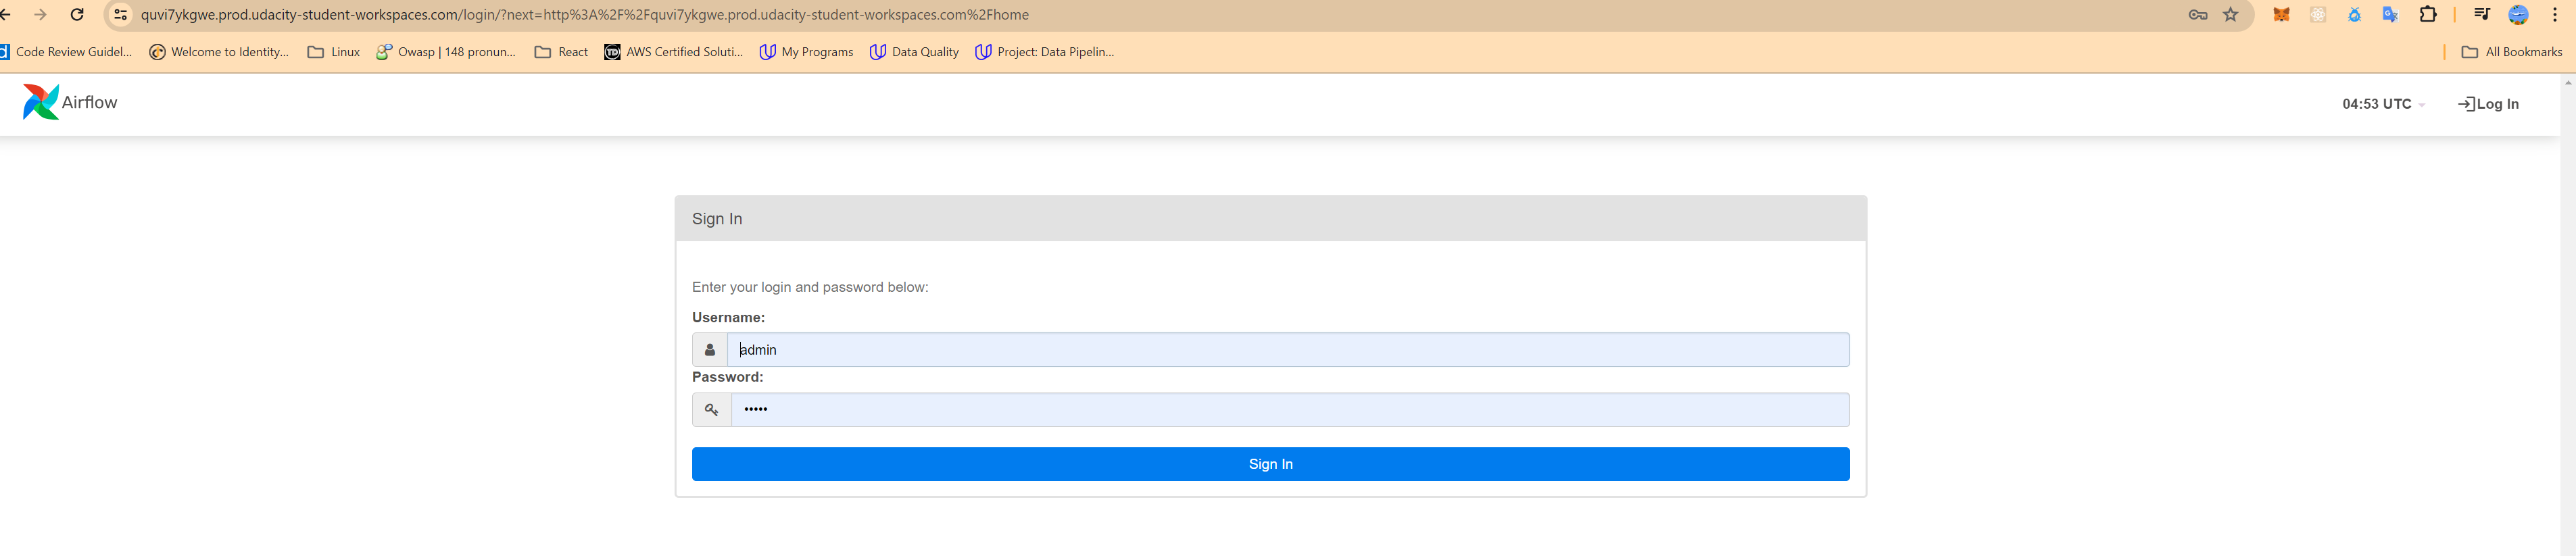 quvi7ykgwe.prod.udacity-student-workspaces.com/login/?next=http%3A%2F%2Fquvi7ykgwe.prod.udacity-student-workspaces.com%2Fhome
Code Review Guidel... Welcome to Identity... Linux Owasp | 148 pronun... React TD AWS Certified Soluti... My Programs Data Quality Project: Data Pipelin... All Bookmarks
Airflow 04:53 UTC Log In
Sign In
Enter your login and password below:
Username:
admin
Password:
•••••
Sign In